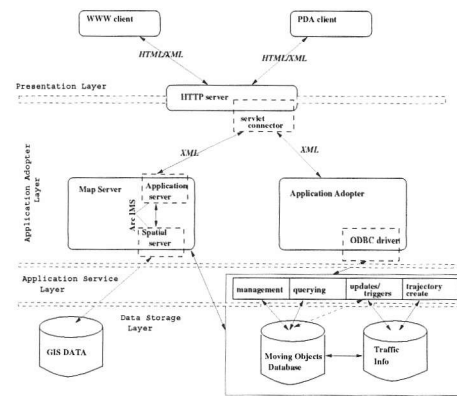 WWW client
PDA client
HTML/XML
HTML/XML
Presentation Layer
HTTP server
servlet
connector
XML
XML
Application Adopter
Layer
Map Server
Application
server
Arc IMS
Spatial
server
Application Adopter
ODBC driver
Application Service
Layer
management
querying
updates/
triggers
trajectory
create
Data Storage
Layer
GIS DATA
Moving Objects
Database
Traffic
Info